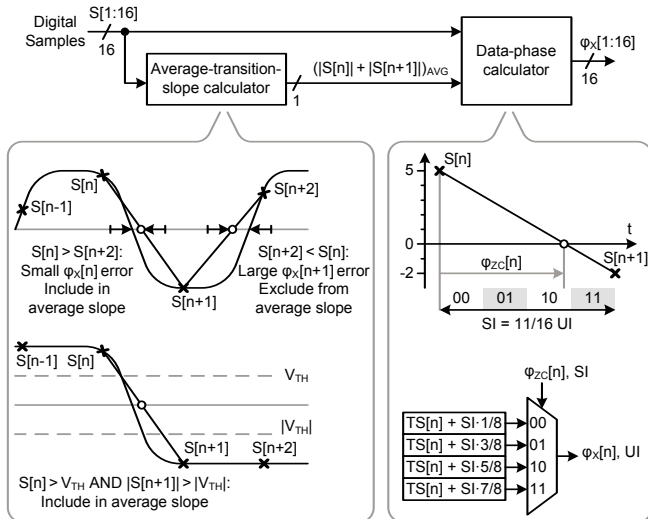 Digital
Samples
S[1:16]
16
Average-transition-
slope calculator
(|S[n]| + |S[n+1]|)AVG
1
Data-phase
calculator
φX[1:16]
16
S[n-1]
S[n]
S[n+2]
S[n+1]
S[n] > S[n+2]:
Small φX[n] error
Include in
average slope
S[n+2] < S[n]:
Large φX[n+1] error
Exclude from
average slope
S[n-1]
S[n]
VTH
|VTH|
S[n+1]
S[n+2]
S[n] > VTH AND |S[n+1]| > |VTH|:
Include in average slope
5
S[n]
t
0
S[n+1]
-2
φZC[n]
00 01 10 11
SI = 11/16 UI
φZC[n], SI
TS[n] + SI·1/8 00
TS[n] + SI·3/8 01
TS[n] + SI·5/8 10
TS[n] + SI·7/8 11
φX[n], UI